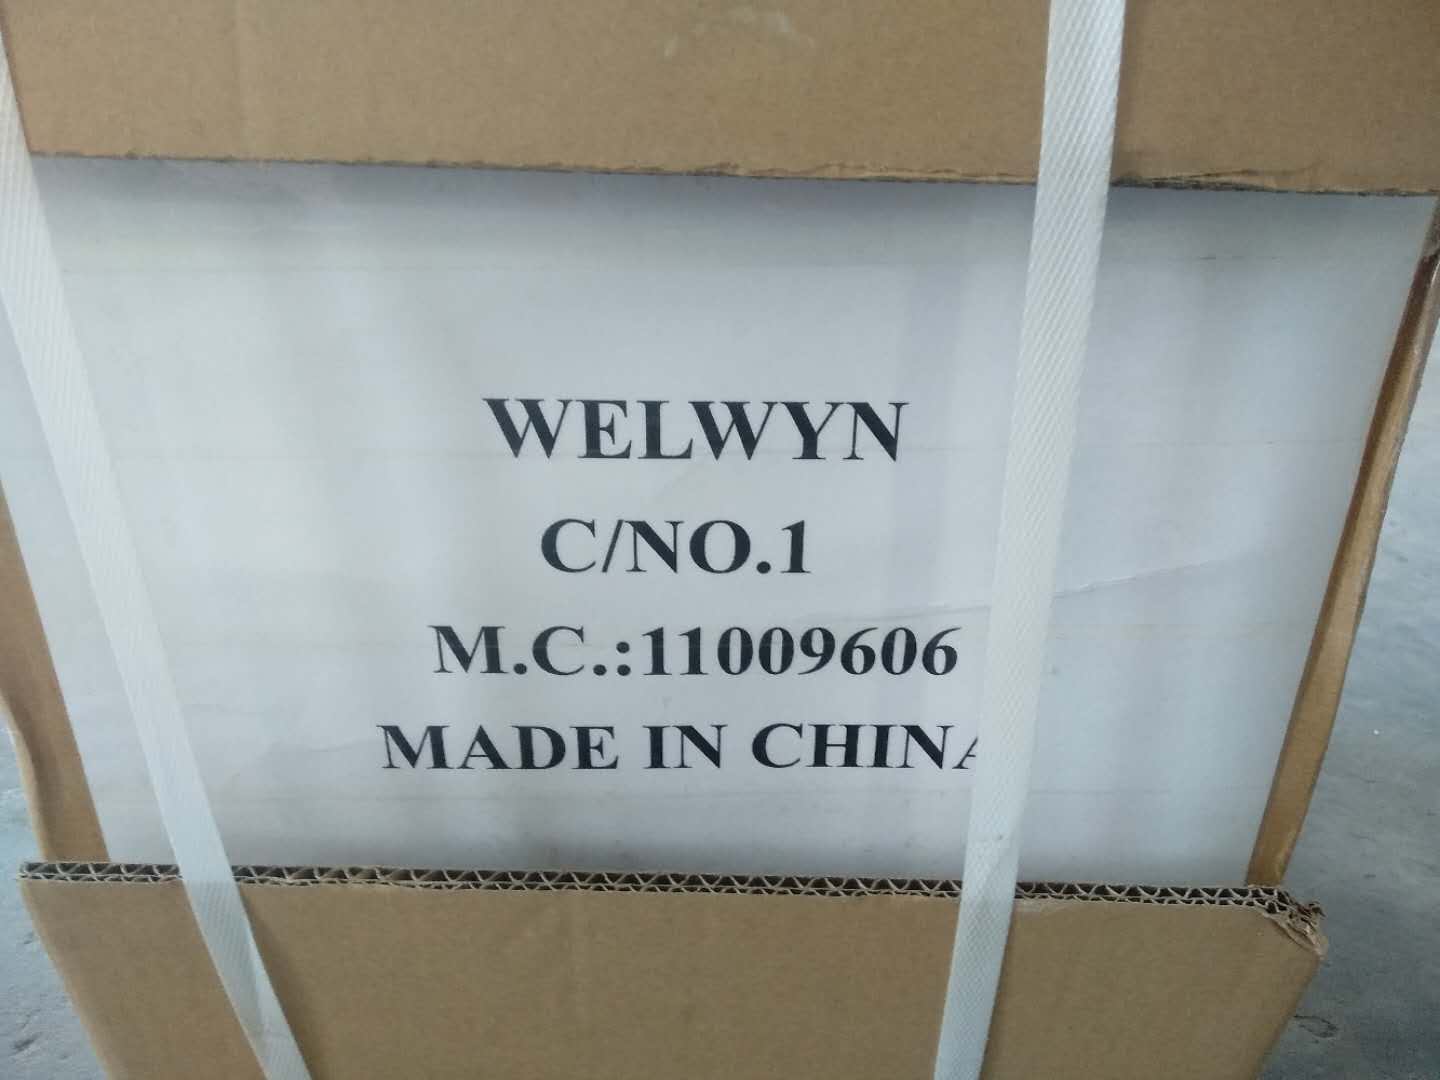 WELWYN
C/NO.1
M.C.:11009606
MADE IN CHINA